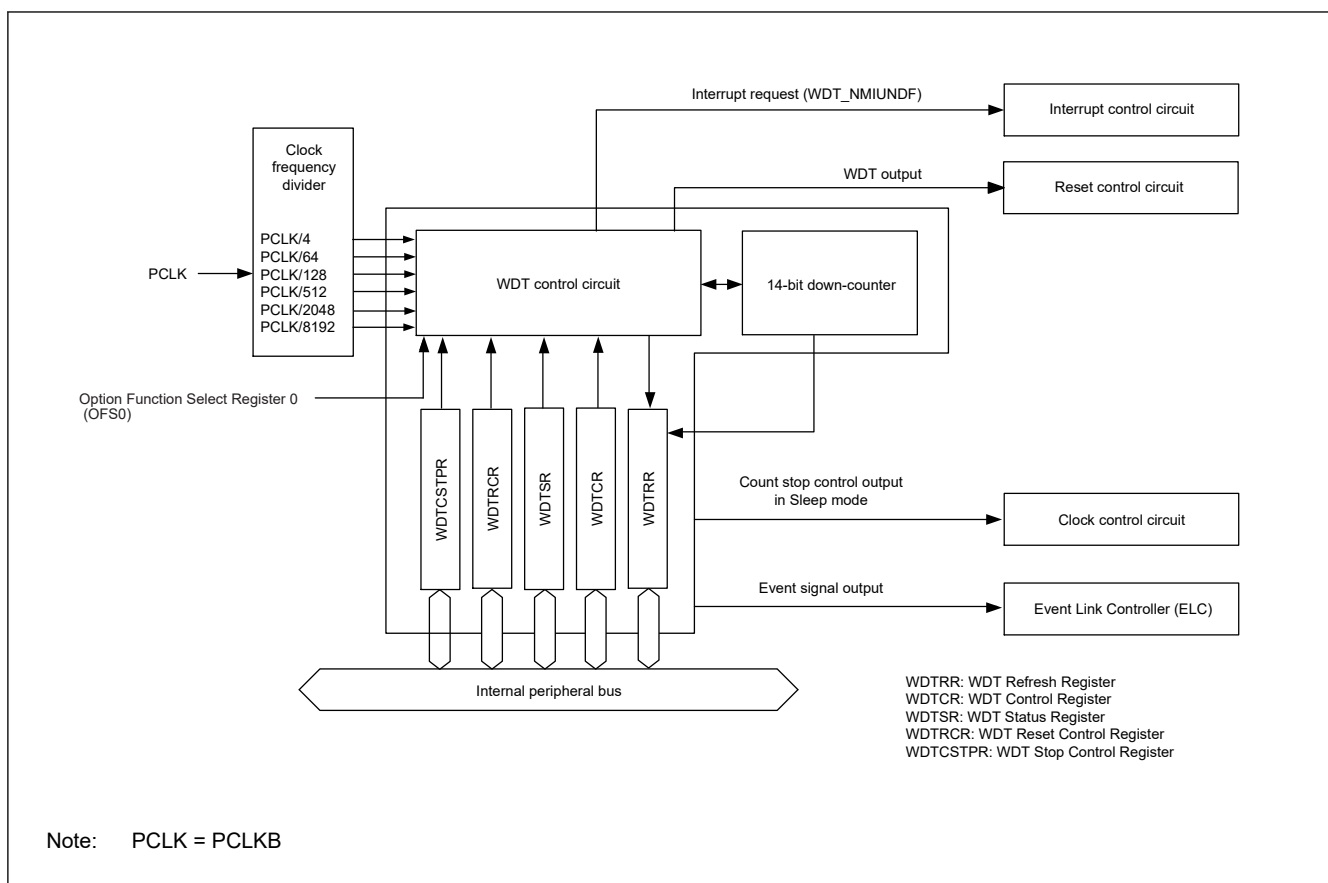 Interrupt request (WDT_NMIUNDF)
Interrupt control circuit
Clock
frequency
divider
WDT output
Reset control circuit
PCLK/4
PCLK/64
PCLK/128
PCLK/512
PCLK/2048
PCLK/8192
PCLK
WDT control circuit
14-bit down-counter
Option Function Select Register 0
(OFS0)
WDTCSTPR
WDTRCR
WDTSR
WDTCR
WDTRR
Count stop control output
in Sleep mode
Clock control circuit
Event signal output
Event Link Controller (ELC)
Internal peripheral bus
WDTRR: WDT Refresh Register
WDTCR: WDT Control Register
WDTSR: WDT Status Register
WDTRCR: WDT Reset Control Register
WDTCSTPR: WDT Stop Control Register
Note: PCLK = PCLKB